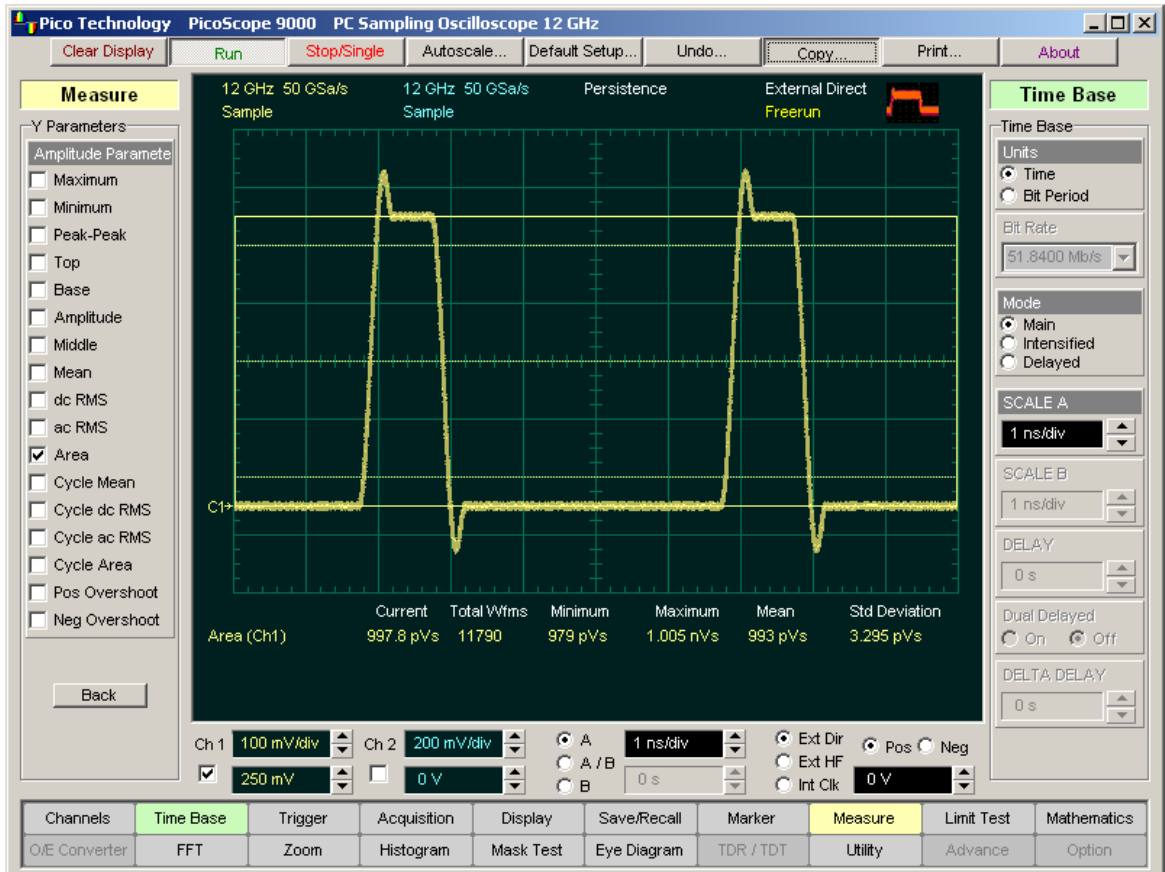 Pico Technology PicoScope 9000 PC Sampling Oscilloscope 12 GHz
Clear Display Run Stop/Single Autoscale... Default Setup... Undo... Copy... Print... About
Measure
Y Parameters
Amplitude Paramete
Maximum
Minimum
Peak-Peak
Top
Base
Amplitude
Middle
Mean
dc RMS
ac RMS
Area
Cycle Mean
Cycle dc RMS
Cycle ac RMS
Cycle Area
Pos Overshoot
Neg Overshoot
Back
12 GHz 50 GSa/s 12 GHz 50 GSa/s Persistence External Direct
Sample Sample Freerun
C1
Current Total Wfms Minimum Maximum Mean Std Deviation
Area (Ch1) 997.8 pVs 11790 979 pVs 1.005 nVs 993 pVs 3.295 pVs
Time Base
Time Base
Units
Time
Bit Period
Bit Rate
51.8400 Mb/s
Mode
Main
Intensified
Delayed
SCALE A
1 ns/div
SCALE B
1 ns/div
DELAY
0 s
Dual Delayed
On Off
DELTA DELAY
0 s
Ch 1 100 mV/div Ch 2 200 mV/div A 1 ns/div Ext Dir Pos Neg
A / B Ext HF
250 mV 0 V B 0 s Int Clk 0 V
Channels Time Base Trigger Acquisition Display Save/Recall Marker Measure Limit Test Mathematics
O/E Converter FFT Zoom Histogram Mask Test Eye Diagram TDR / TDT Utility Advance Option